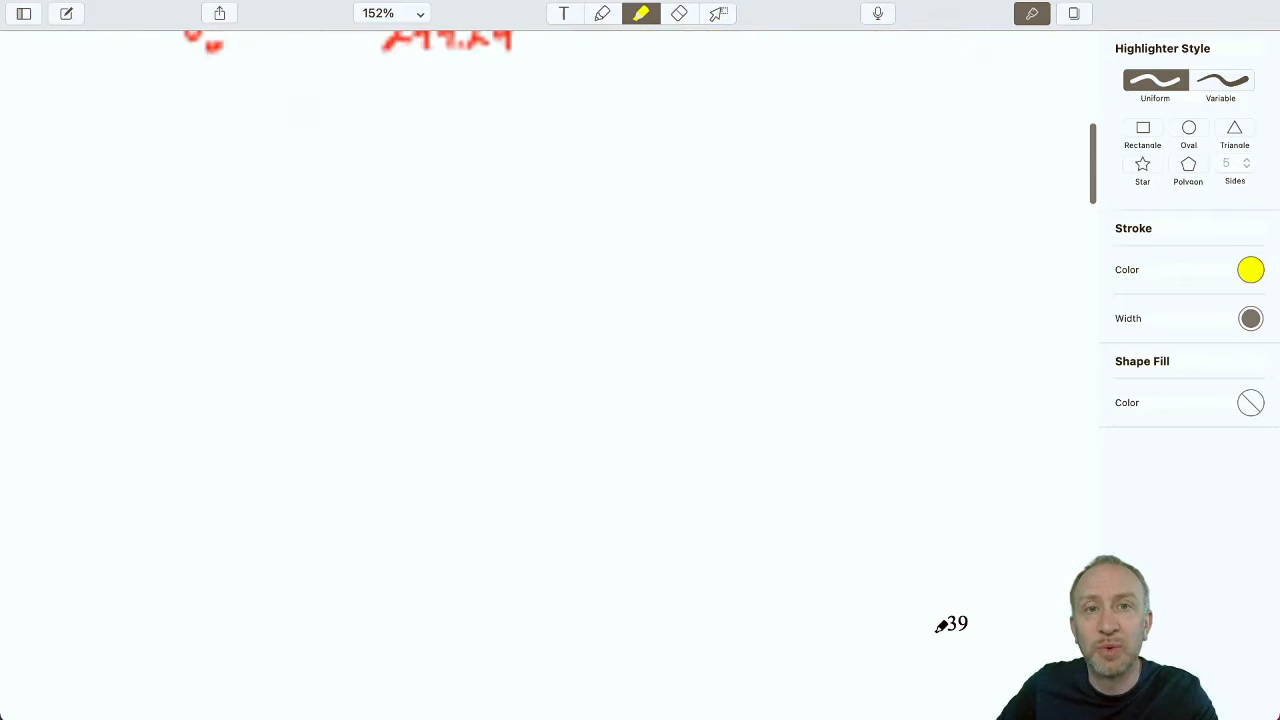 152%
T
Highlighter Style
Uniform Variable
Rectangle Oval Triangle
5
Star Polygon Sides
Stroke
Color
Width
Shape Fill
Color
39